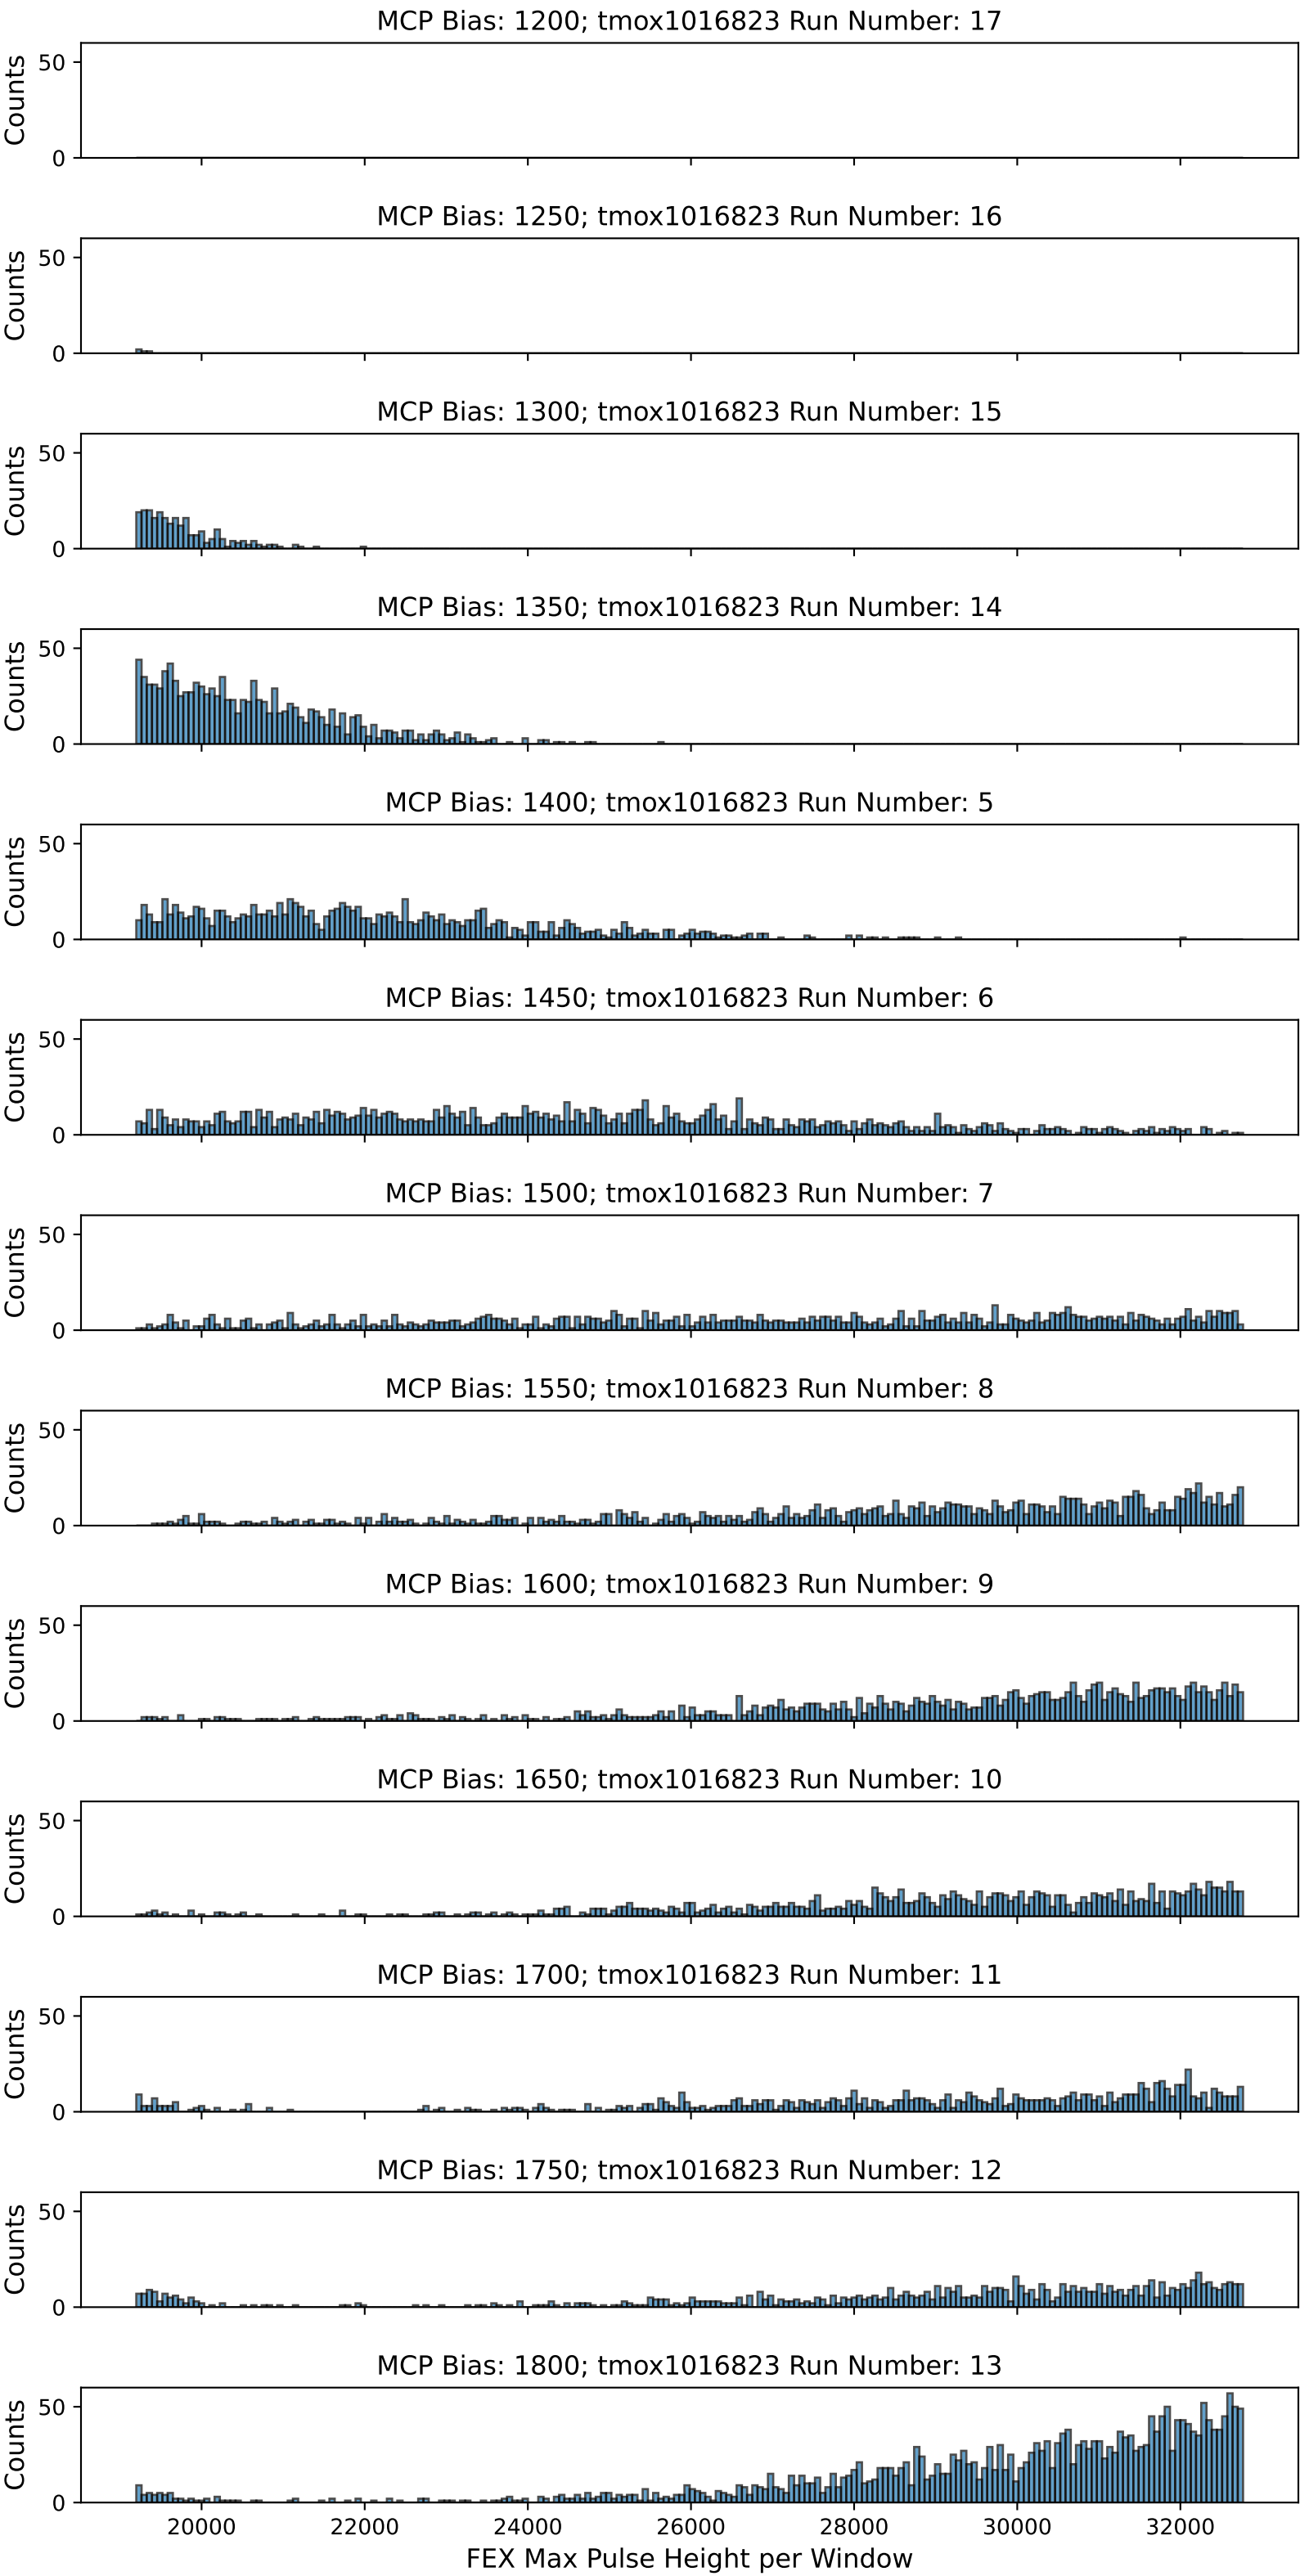 MCP Bias: 1200; tmox1016823 Run Number: 17
Counts
50
0
MCP Bias: 1250; tmox1016823 Run Number: 16
Counts
50
0
MCP Bias: 1300; tmox1016823 Run Number: 15
Counts
50
0
MCP Bias: 1350; tmox1016823 Run Number: 14
Counts
50
0
MCP Bias: 1400; tmox1016823 Run Number: 5
Counts
50
0
MCP Bias: 1450; tmox1016823 Run Number: 6
Counts
50
0
MCP Bias: 1500; tmox1016823 Run Number: 7
Counts
50
0
MCP Bias: 1550; tmox1016823 Run Number: 8
Counts
50
0
MCP Bias: 1600; tmox1016823 Run Number: 9
Counts
50
0
MCP Bias: 1650; tmox1016823 Run Number: 10
Counts
50
0
MCP Bias: 1700; tmox1016823 Run Number: 11
Counts
50
0
MCP Bias: 1750; tmox1016823 Run Number: 12
Counts
50
0
MCP Bias: 1800; tmox1016823 Run Number: 13
Counts
50
0
20000 22000 24000 26000 28000 30000 32000
FEX Max Pulse Height per Window